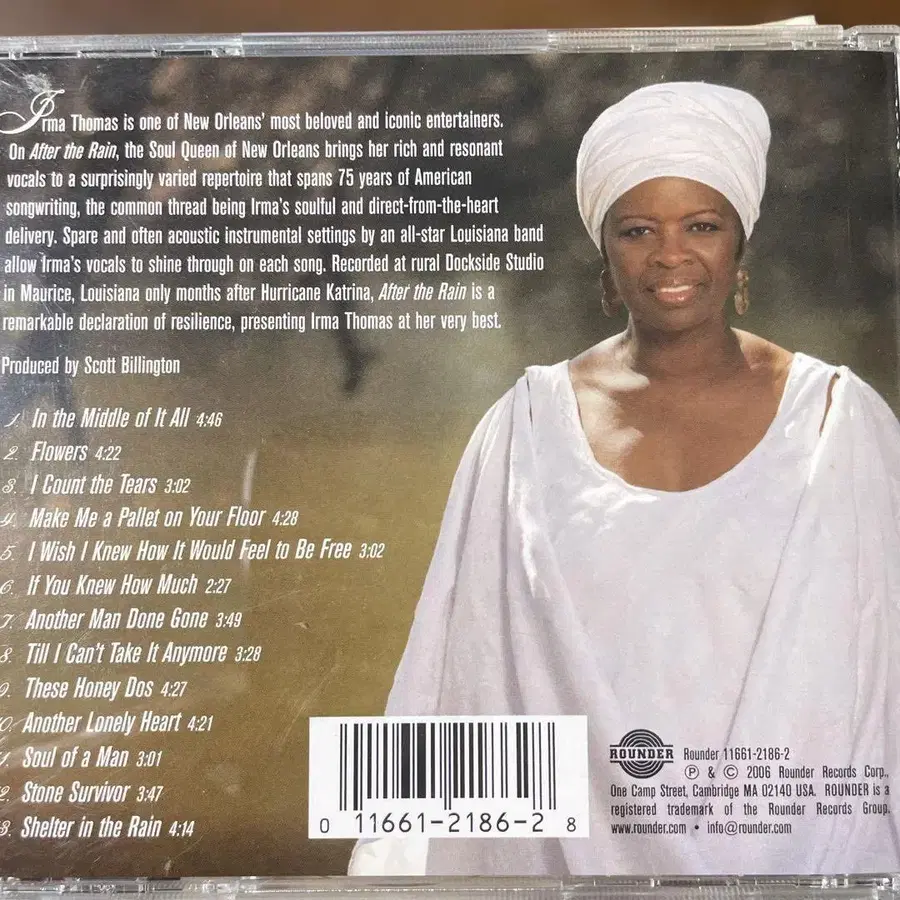 Irma Thomas is one of New Orleans' most beloved and iconic entertainers.
On After the Rain, the Soul Queen of New Orleans brings her rich and resonant
vocals to a surprisingly varied repertoire that spans 75 years of American
songwriting, the common thread being Irma's soulful and direct-from-the-heart
delivery. Spare and often acoustic instrumental settings by an all-star Louisiana band
allow Irma's vocals to shine through on each song. Recorded at rural Dockside Studio
in Maurice, Louisiana only months after Hurricane Katrina, After the Rain is a
remarkable declaration of resilience, presenting Irma Thomas at her very best.
Produced by Scott Billington
1. In the Middle of It All 4:46
2. Flowers 4:22
3. I Count the Tears 3:02
4. Make Me a Pallet on Your Floor 4:28
5. I Wish I Knew How It Would Feel to Be Free 3:02
6. If You Knew How Much 2:27
7. Another Man Done Gone 3:49
8. Till I Can't Take It Anymore 3:28
9. These Honey Dos 4:27
0. Another Lonely Heart 4:21
1. Soul of a Man 3:01
2. Stone Survivor 3:47
3. Shelter in the Rain 4:14
0 11661-2186-2 8
ROUNDER
Rounder 11661-2186-2
℗ & © 2006 Rounder Records Corp.,
One Camp Street, Cambridge MA 02140 USA. ROUNDER is a
registered trademark of the Rounder Records Group.
www.rounder.com • info@rounder.com